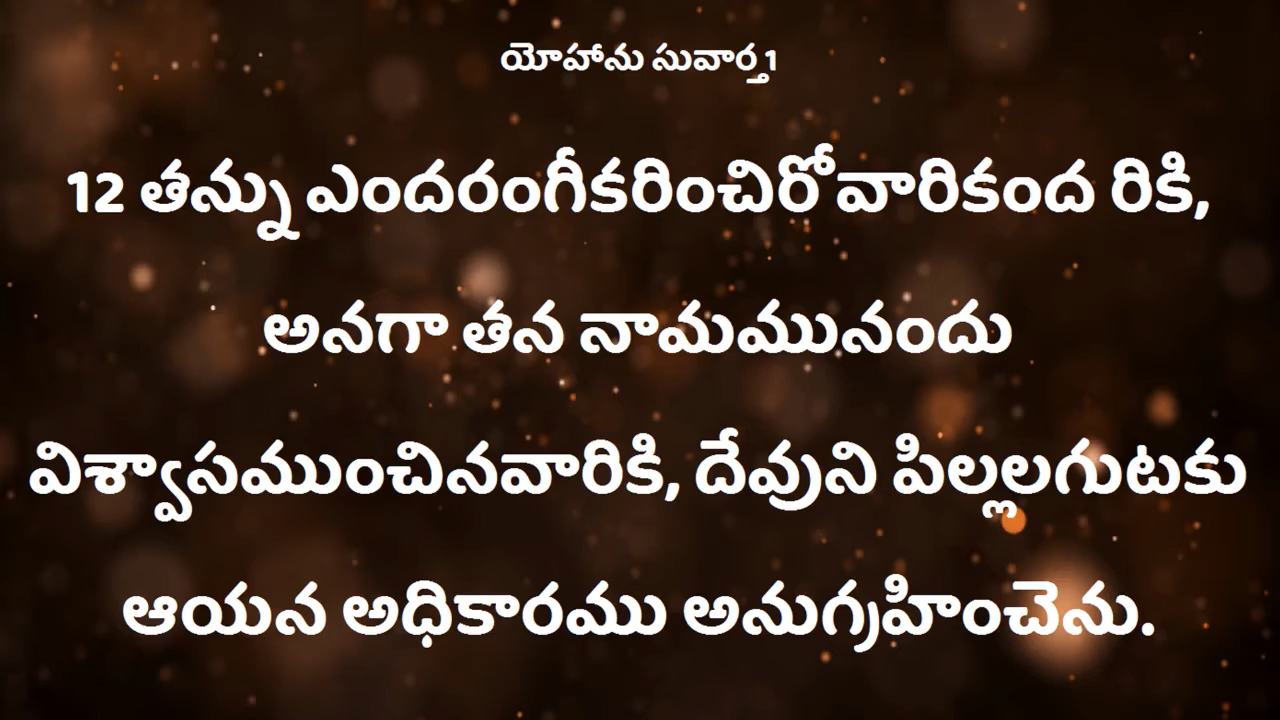 యోహాను సువార్త 1
12 తన్ను ఎందరంగీకరించిరోవారికంద రికి,
అనగా తన నామమునందు
విశ్వాసముంచినవారికి, దేవుని పిల్లలగుటకు
ఆయన అధికారము అనుగ్రహించెను.